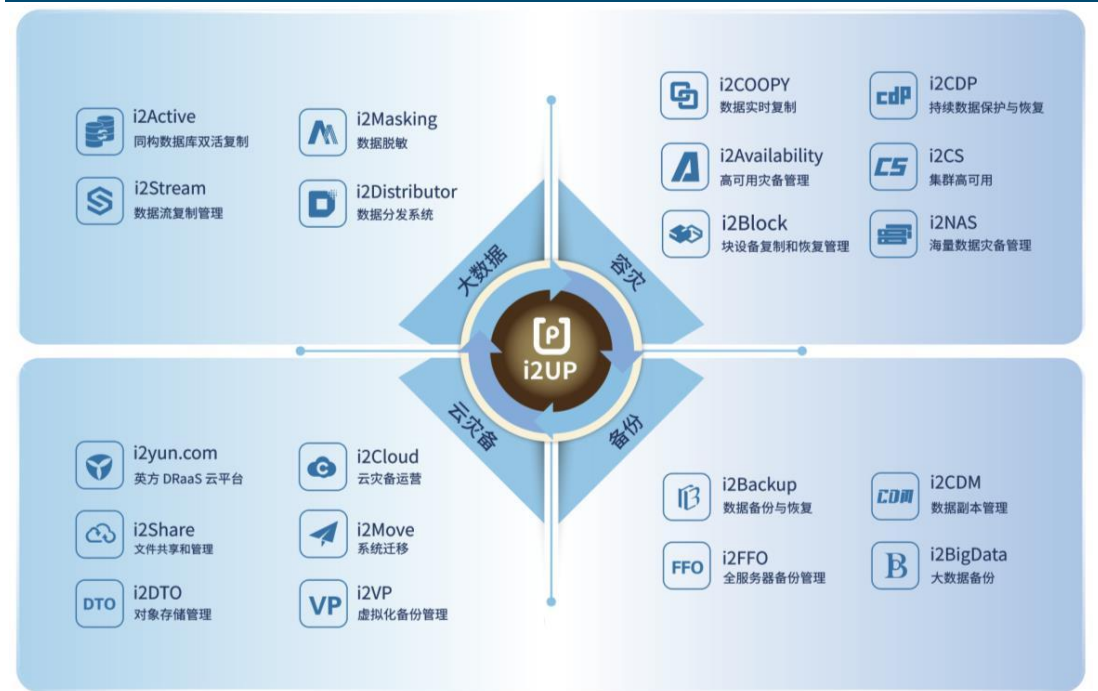 i2Active
同构数据库双活复制
i2Masking
数据脱敏
i2Stream
数据流复制管理
i2Distributor
数据分发系统
i2COOPY
数据实时复制
cdP
i2CDP
持续数据保护与恢复
i2Availability
高可用灾备管理
CS
i2CS
集群高可用
i2Block
块设备复制和恢复管理
i2NAS
海量数据灾备管理
大数据
容灾
i2UP
云灾备
备份
i2yun.com
英方 DRaaS 云平台
i2Cloud
云灾备运营
i2Share
文件共享和管理
i2Move
系统迁移
DTO
i2DTO
对象存储管理
VP
i2VP
虚拟化备份管理
i2Backup
数据备份与恢复
CDM
i2CDM
数据副本管理
FFO
i2FFO
全服务器备份管理
i2BigData
大数据备份